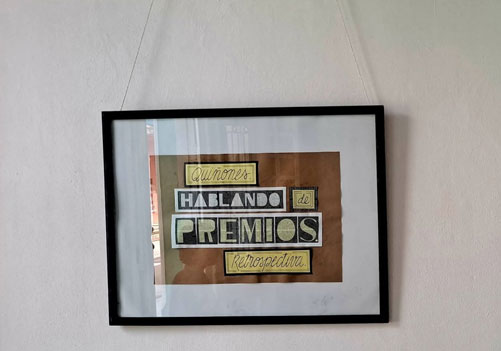 Quiñones
HABLANDO de
PREMIOS.
Retrospectiva